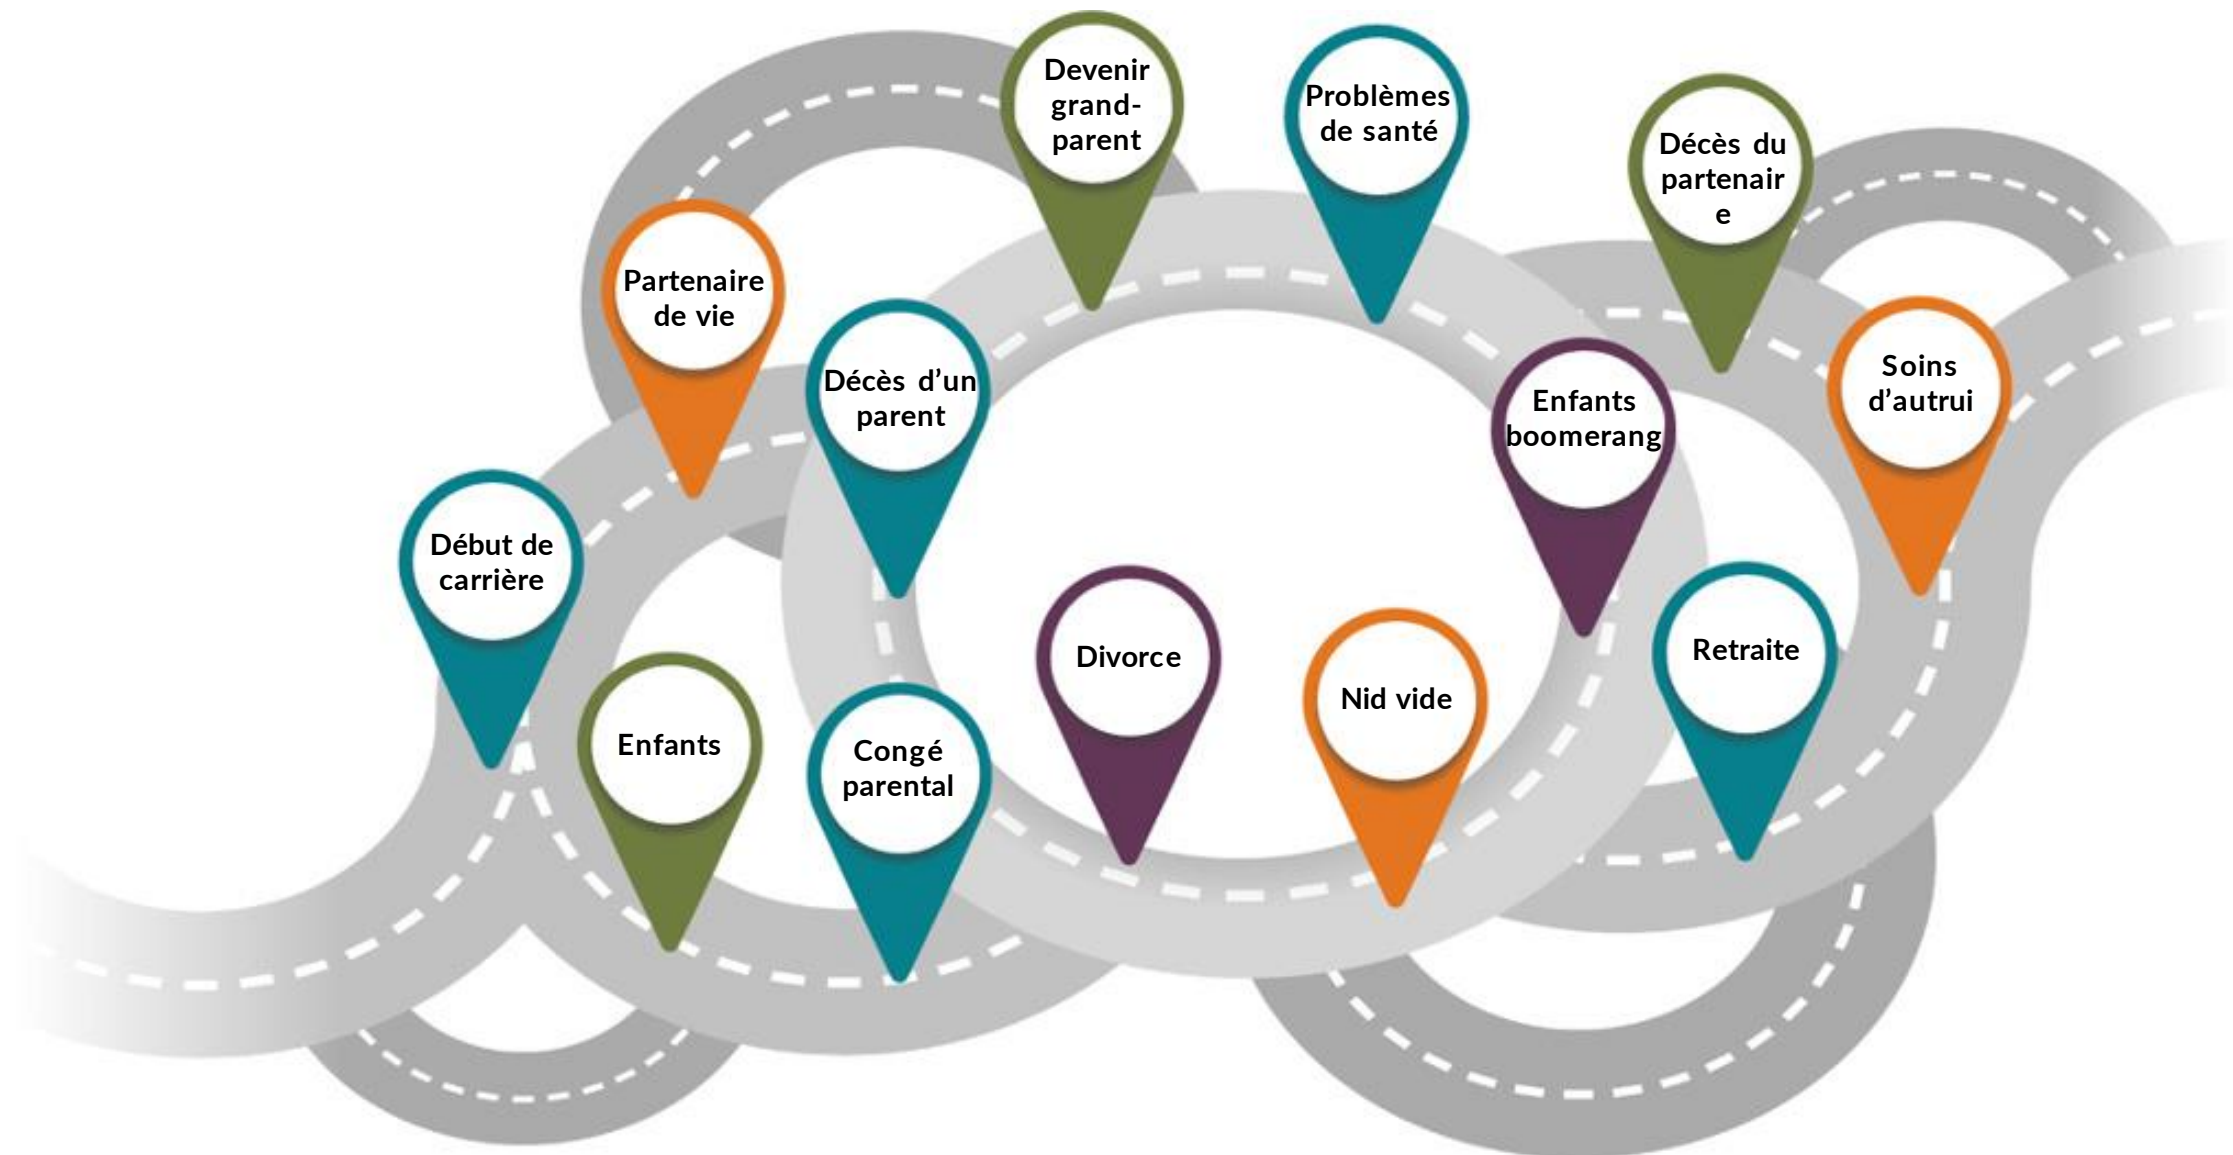 Devenir
grand-
parent
Problèmes
de santé
Décès du
partenair
e
Partenaire
de vie
Décès d’un
parent
Enfants
boomerang
Soins
d’autrui
Début de
carrière
Divorce
Retraite
Nid vide
Enfants
Congé
parental